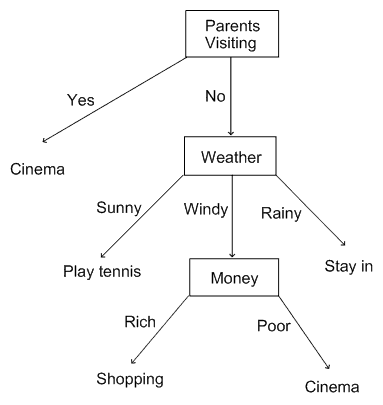 Parents
Visiting
Yes
No
Cinema
Weather
Sunny
Windy
Rainy
Play tennis
Money
Stay in
Rich
Poor
Shopping
Cinema